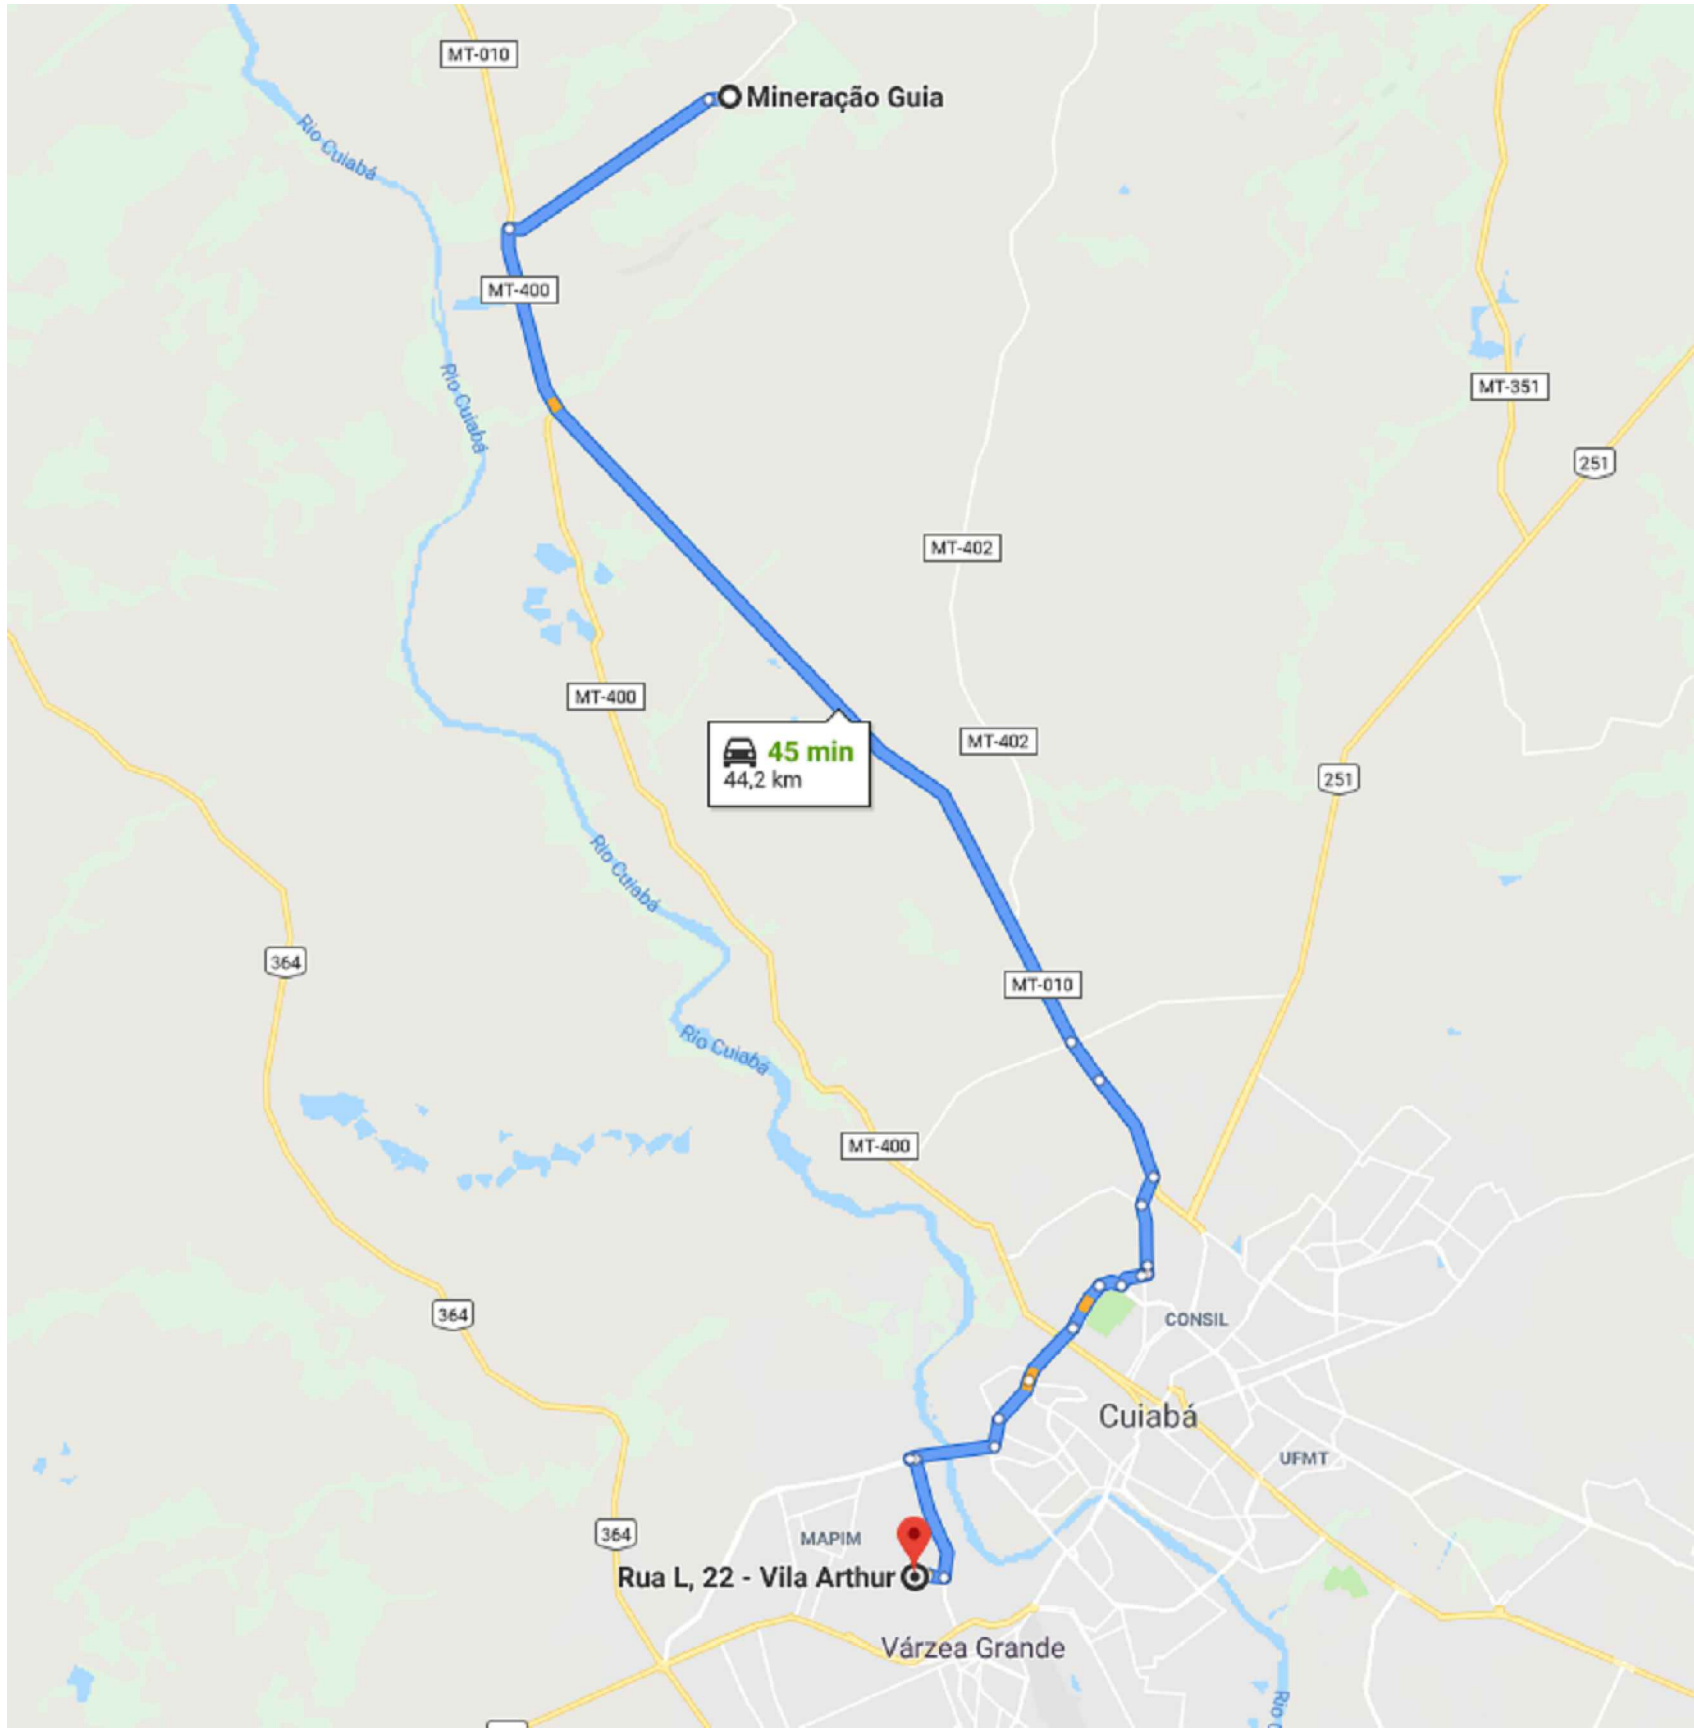 MT-010
Mineração Guia
Rio Cuiabá
MT-400
Rio Cuiabá
MT-351
251
MT-402
MT-400
MT-402
45 min
44,2 km
251
Rio Cuiabá
364
MT-010
Rio Cuiabá
MT-400
364
CONSIL
Cuiabá
UFMT
364
MAPIM
Rua L, 22 - Vila Arthur
Várzea Grande
Rio